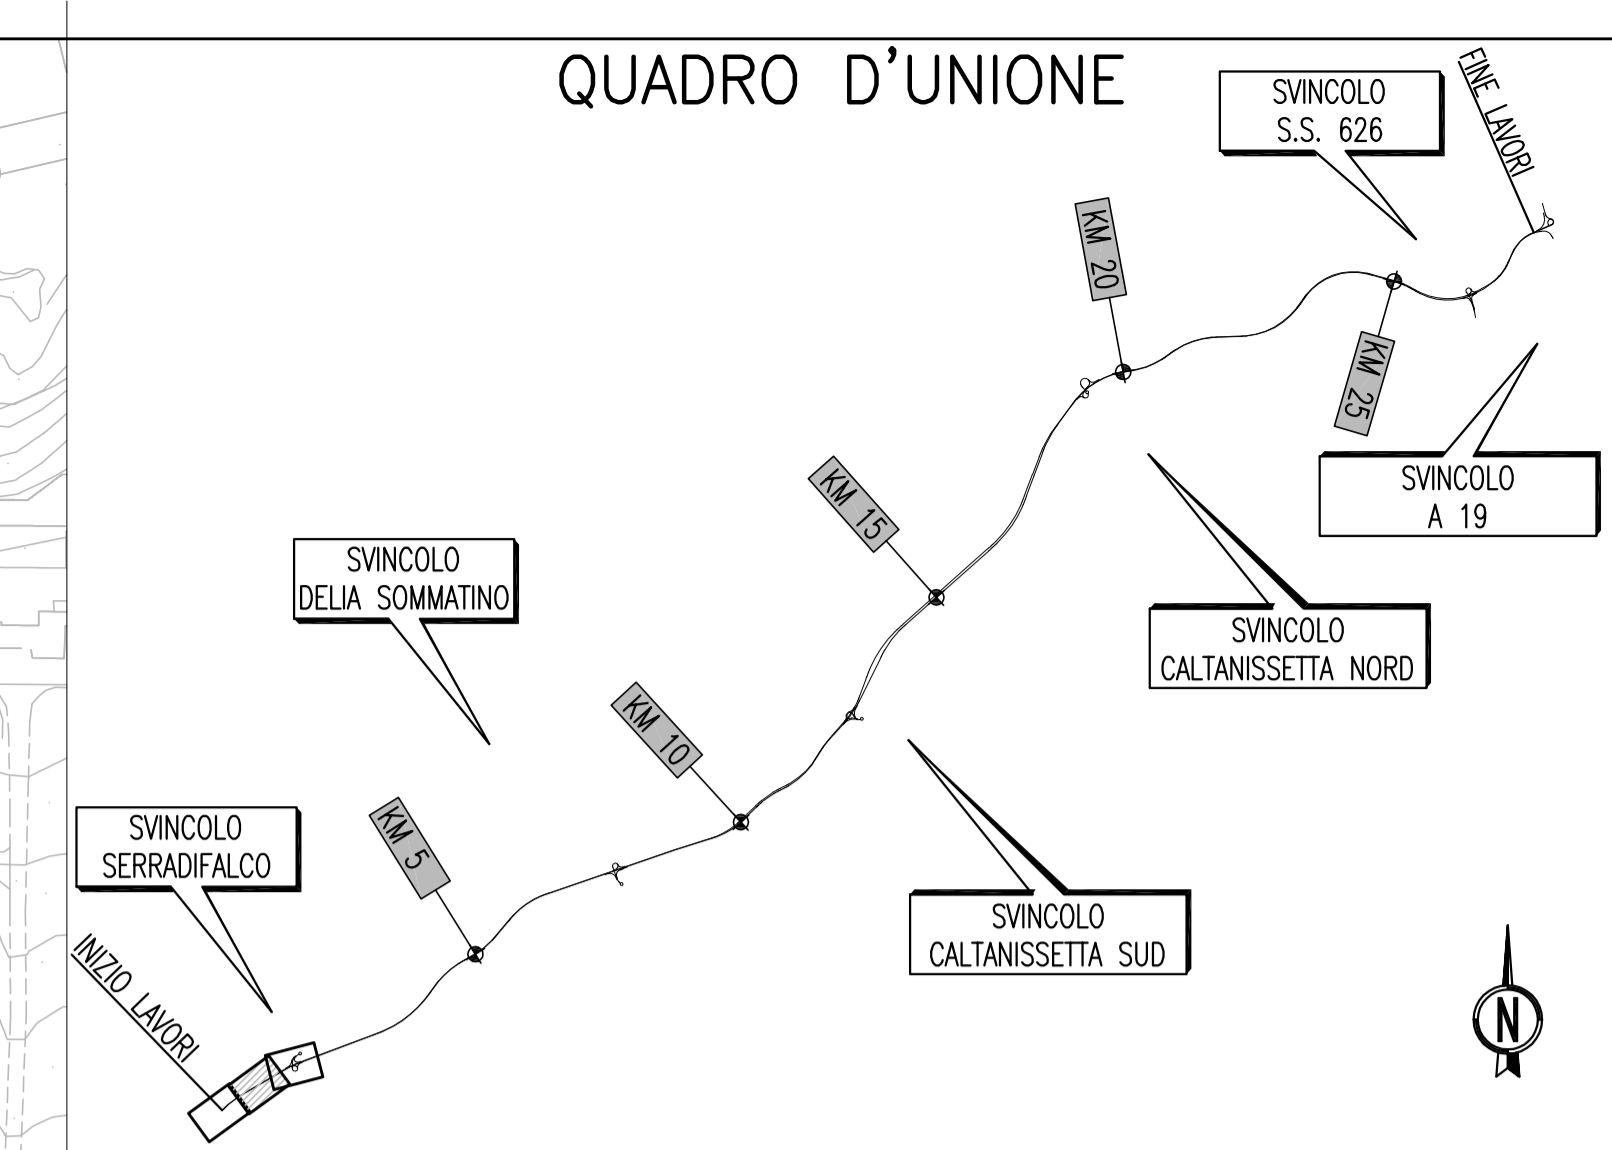 QUADRO D'UNIONE
SVINCOLO
S.S. 626
FINE LAVORI
KM 20
KM 25
SVINCOLO
A 19
KM 15
SVINCOLO
DELIA SOMMATINO
SVINCOLO
CALTANISSETTA NORD
KM 10
KM 5
SVINCOLO
SERRADIFALCO
SVINCOLO
CALTANISSETTA SUD
INIZIO LAVORI
N